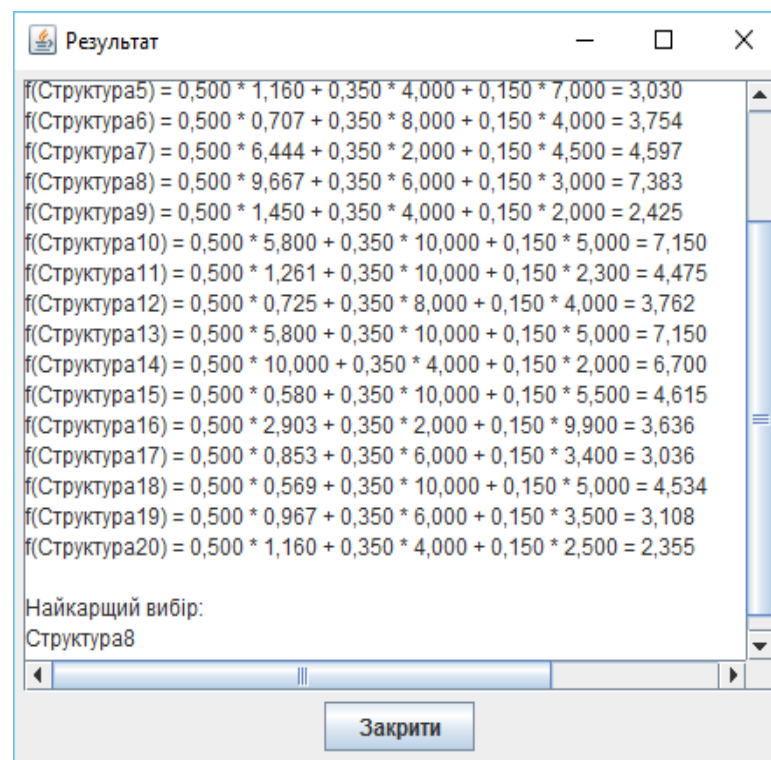 Результат
f(Структура5) = 0,500 * 1,160 + 0,350 * 4,000 + 0,150 * 7,000 = 3,030
f(Структура6) = 0,500 * 0,707 + 0,350 * 8,000 + 0,150 * 4,000 = 3,754
f(Структура7) = 0,500 * 6,444 + 0,350 * 2,000 + 0,150 * 4,500 = 4,597
f(Структура8) = 0,500 * 9,667 + 0,350 * 6,000 + 0,150 * 3,000 = 7,383
f(Структура9) = 0,500 * 1,450 + 0,350 * 4,000 + 0,150 * 2,000 = 2,425
f(Структура10) = 0,500 * 5,800 + 0,350 * 10,000 + 0,150 * 5,000 = 7,150
f(Структура11) = 0,500 * 1,261 + 0,350 * 10,000 + 0,150 * 2,300 = 4,475
f(Структура12) = 0,500 * 0,725 + 0,350 * 8,000 + 0,150 * 4,000 = 3,762
f(Структура13) = 0,500 * 5,800 + 0,350 * 10,000 + 0,150 * 5,000 = 7,150
f(Структура14) = 0,500 * 10,000 + 0,350 * 4,000 + 0,150 * 2,000 = 6,700
f(Структура15) = 0,500 * 0,580 + 0,350 * 10,000 + 0,150 * 5,500 = 4,615
f(Структура16) = 0,500 * 2,903 + 0,350 * 2,000 + 0,150 * 9,900 = 3,636
f(Структура17) = 0,500 * 0,853 + 0,350 * 6,000 + 0,150 * 3,400 = 3,036
f(Структура18) = 0,500 * 0,569 + 0,350 * 10,000 + 0,150 * 5,000 = 4,534
f(Структура19) = 0,500 * 0,967 + 0,350 * 6,000 + 0,150 * 3,500 = 3,108
f(Структура20) = 0,500 * 1,160 + 0,350 * 4,000 + 0,150 * 2,500 = 2,355
Найкарщий вибір:
Структура8
Закрити